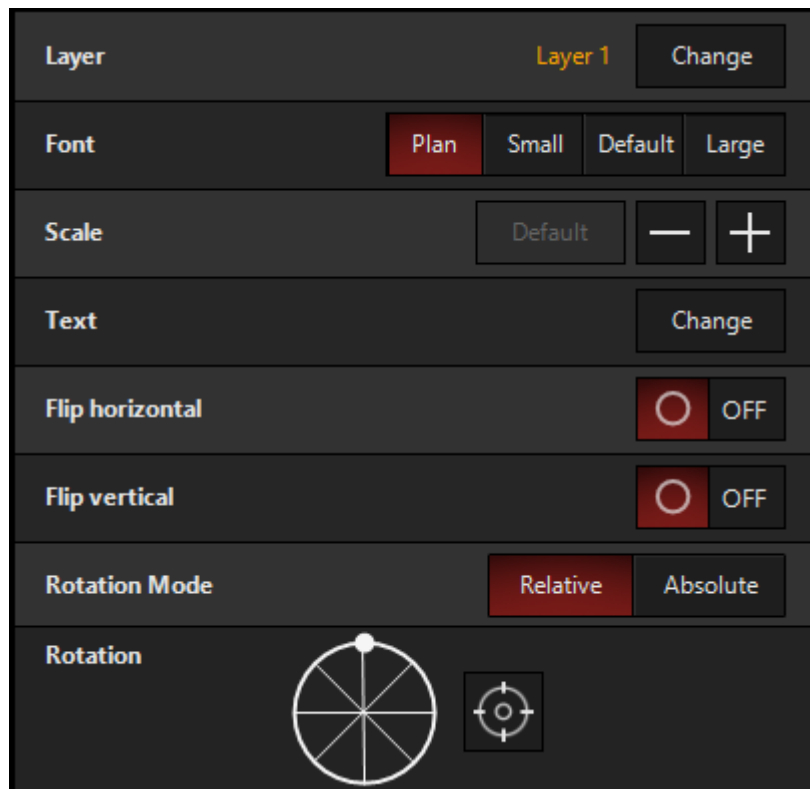 Layer Layer 1 Change
Font Plan Small Default Large
Scale Default
Text Change
Flip horizontal OFF
Flip vertical OFF
Rotation Mode Relative Absolute
Rotation